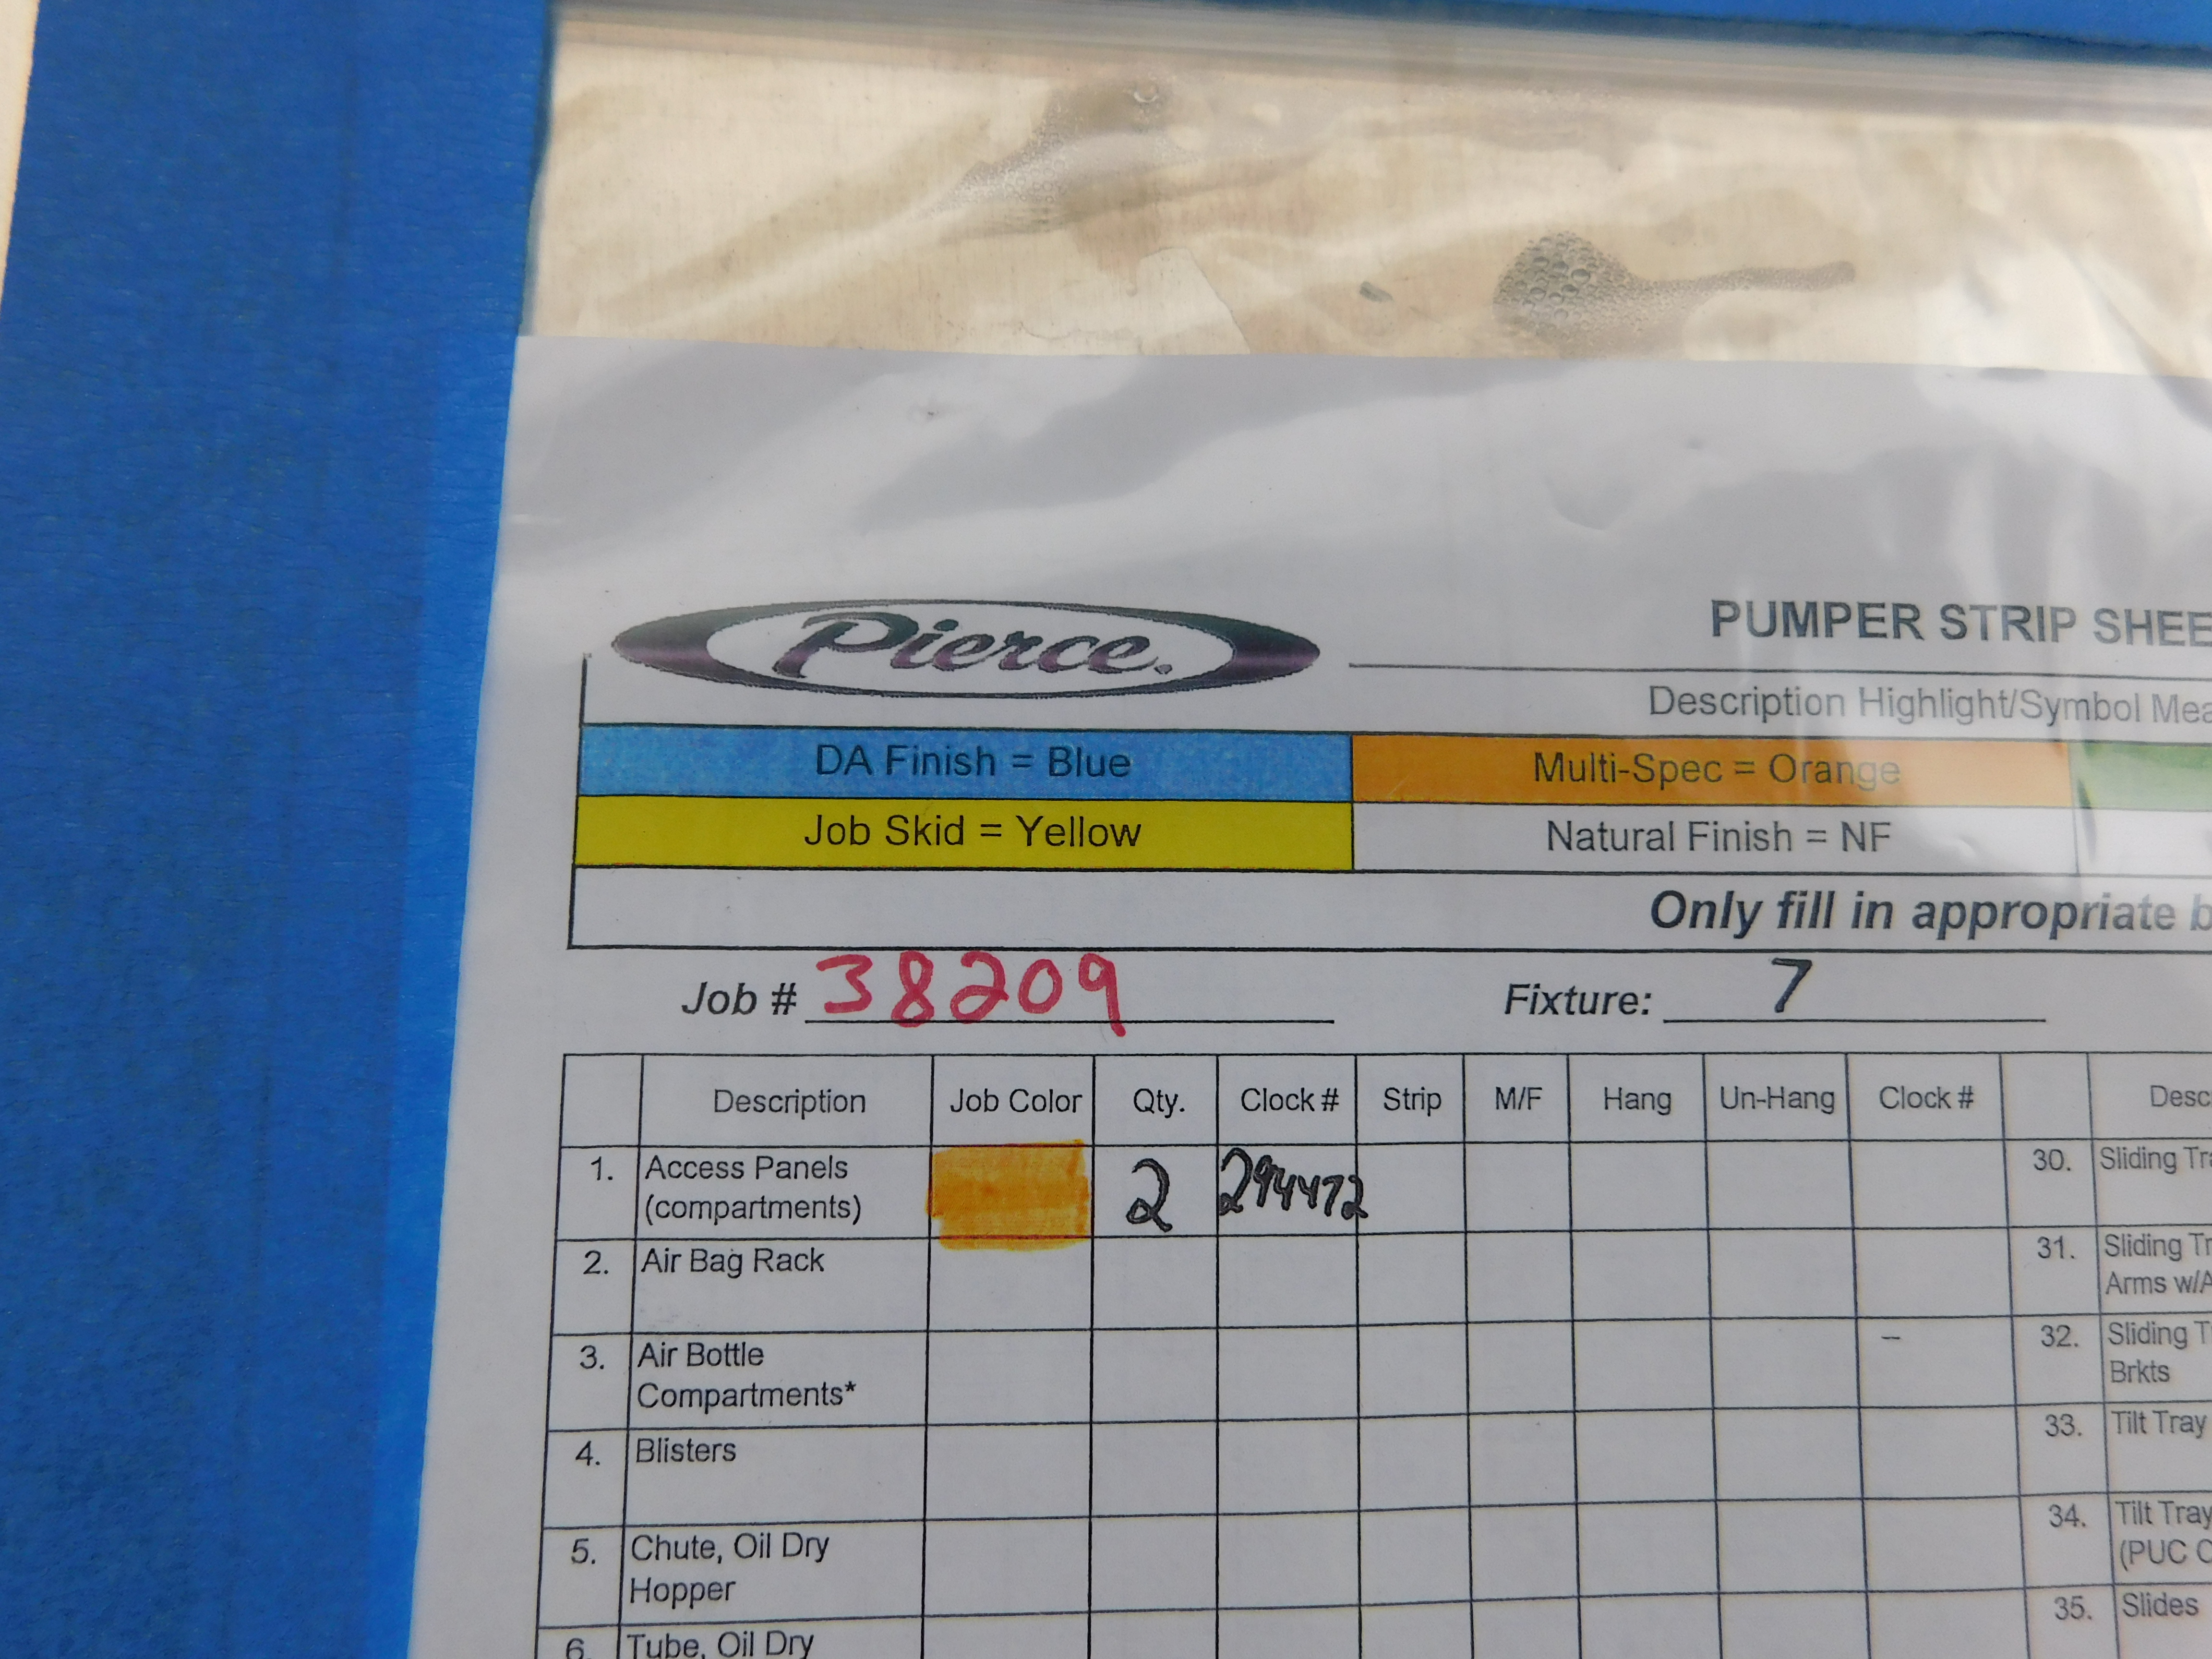 Pierce.
PUMPER STRIP SHEE
Description Highlight/Symbol Mea
DA Finish = Blue
Multi-Spec = Orange
Job Skid = Yellow
Natural Finish = NF
Only fill in appropriate b
Job # 38209
Fixture: 7
Description Job Color Qty. Clock # Strip M/F Hang Un-Hang Clock # Desc
1. Access Panels (compartments) 2 294472
30. Sliding Tra
2. Air Bag Rack
31. Sliding Tr
Arms w/A
3. Air Bottle
Compartments*
–
32. Sliding T
Brkts
4. Blisters
33. Tilt Tray
5. Chute, Oil Dry
Hopper
34. Tilt Tray
(PUC C
6. Tube, Oil Dry
35. Slides